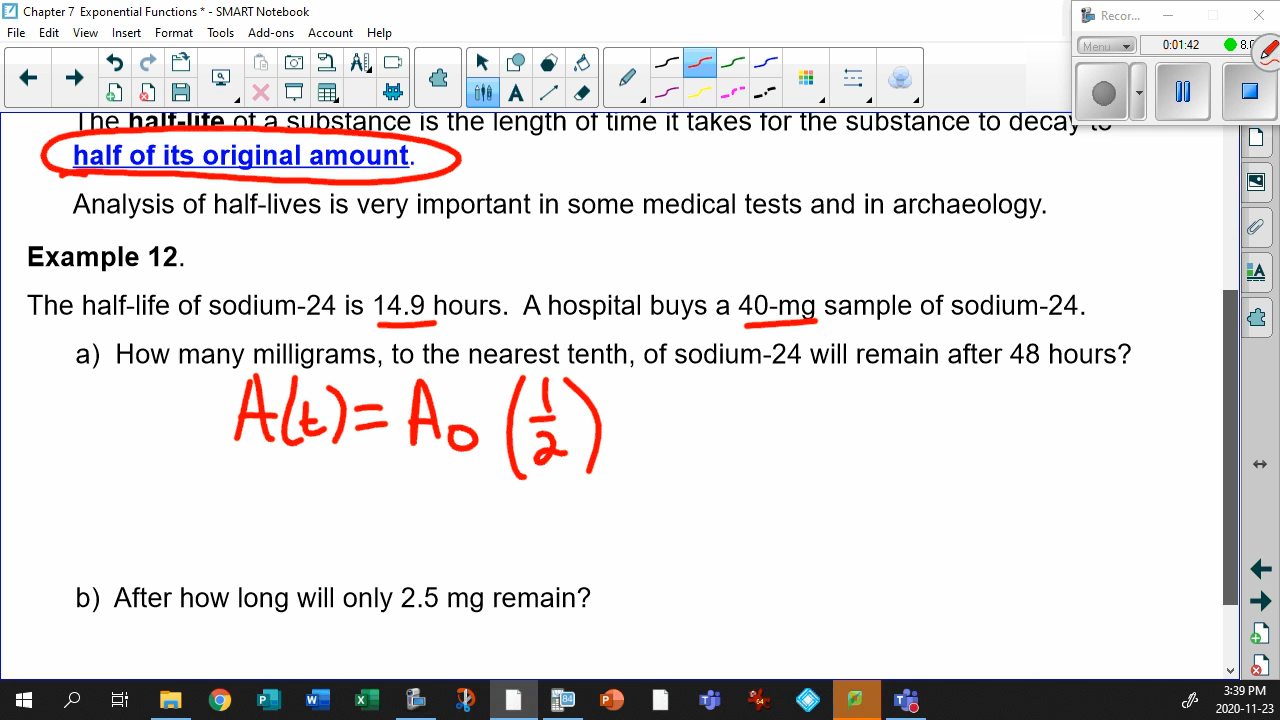 Chapter 7 Exponential Functions * - SMART Notebook
Recor...
File Edit View Insert Format Tools Add-ons Account Help
Menu 0:01:42 8.0
The half-life of a substance is the length of time it takes for the substance to decay to
half of its original amount.
Analysis of half-lives is very important in some medical tests and in archaeology.
Example 12.
The half-life of sodium-24 is 14.9 hours. A hospital buys a 40-mg sample of sodium-24.
a) How many milligrams, to the nearest tenth, of sodium-24 will remain after 48 hours?
A(t) = A₀ (1/2)
b) After how long will only 2.5 mg remain?
3:39 PM
2020-11-23